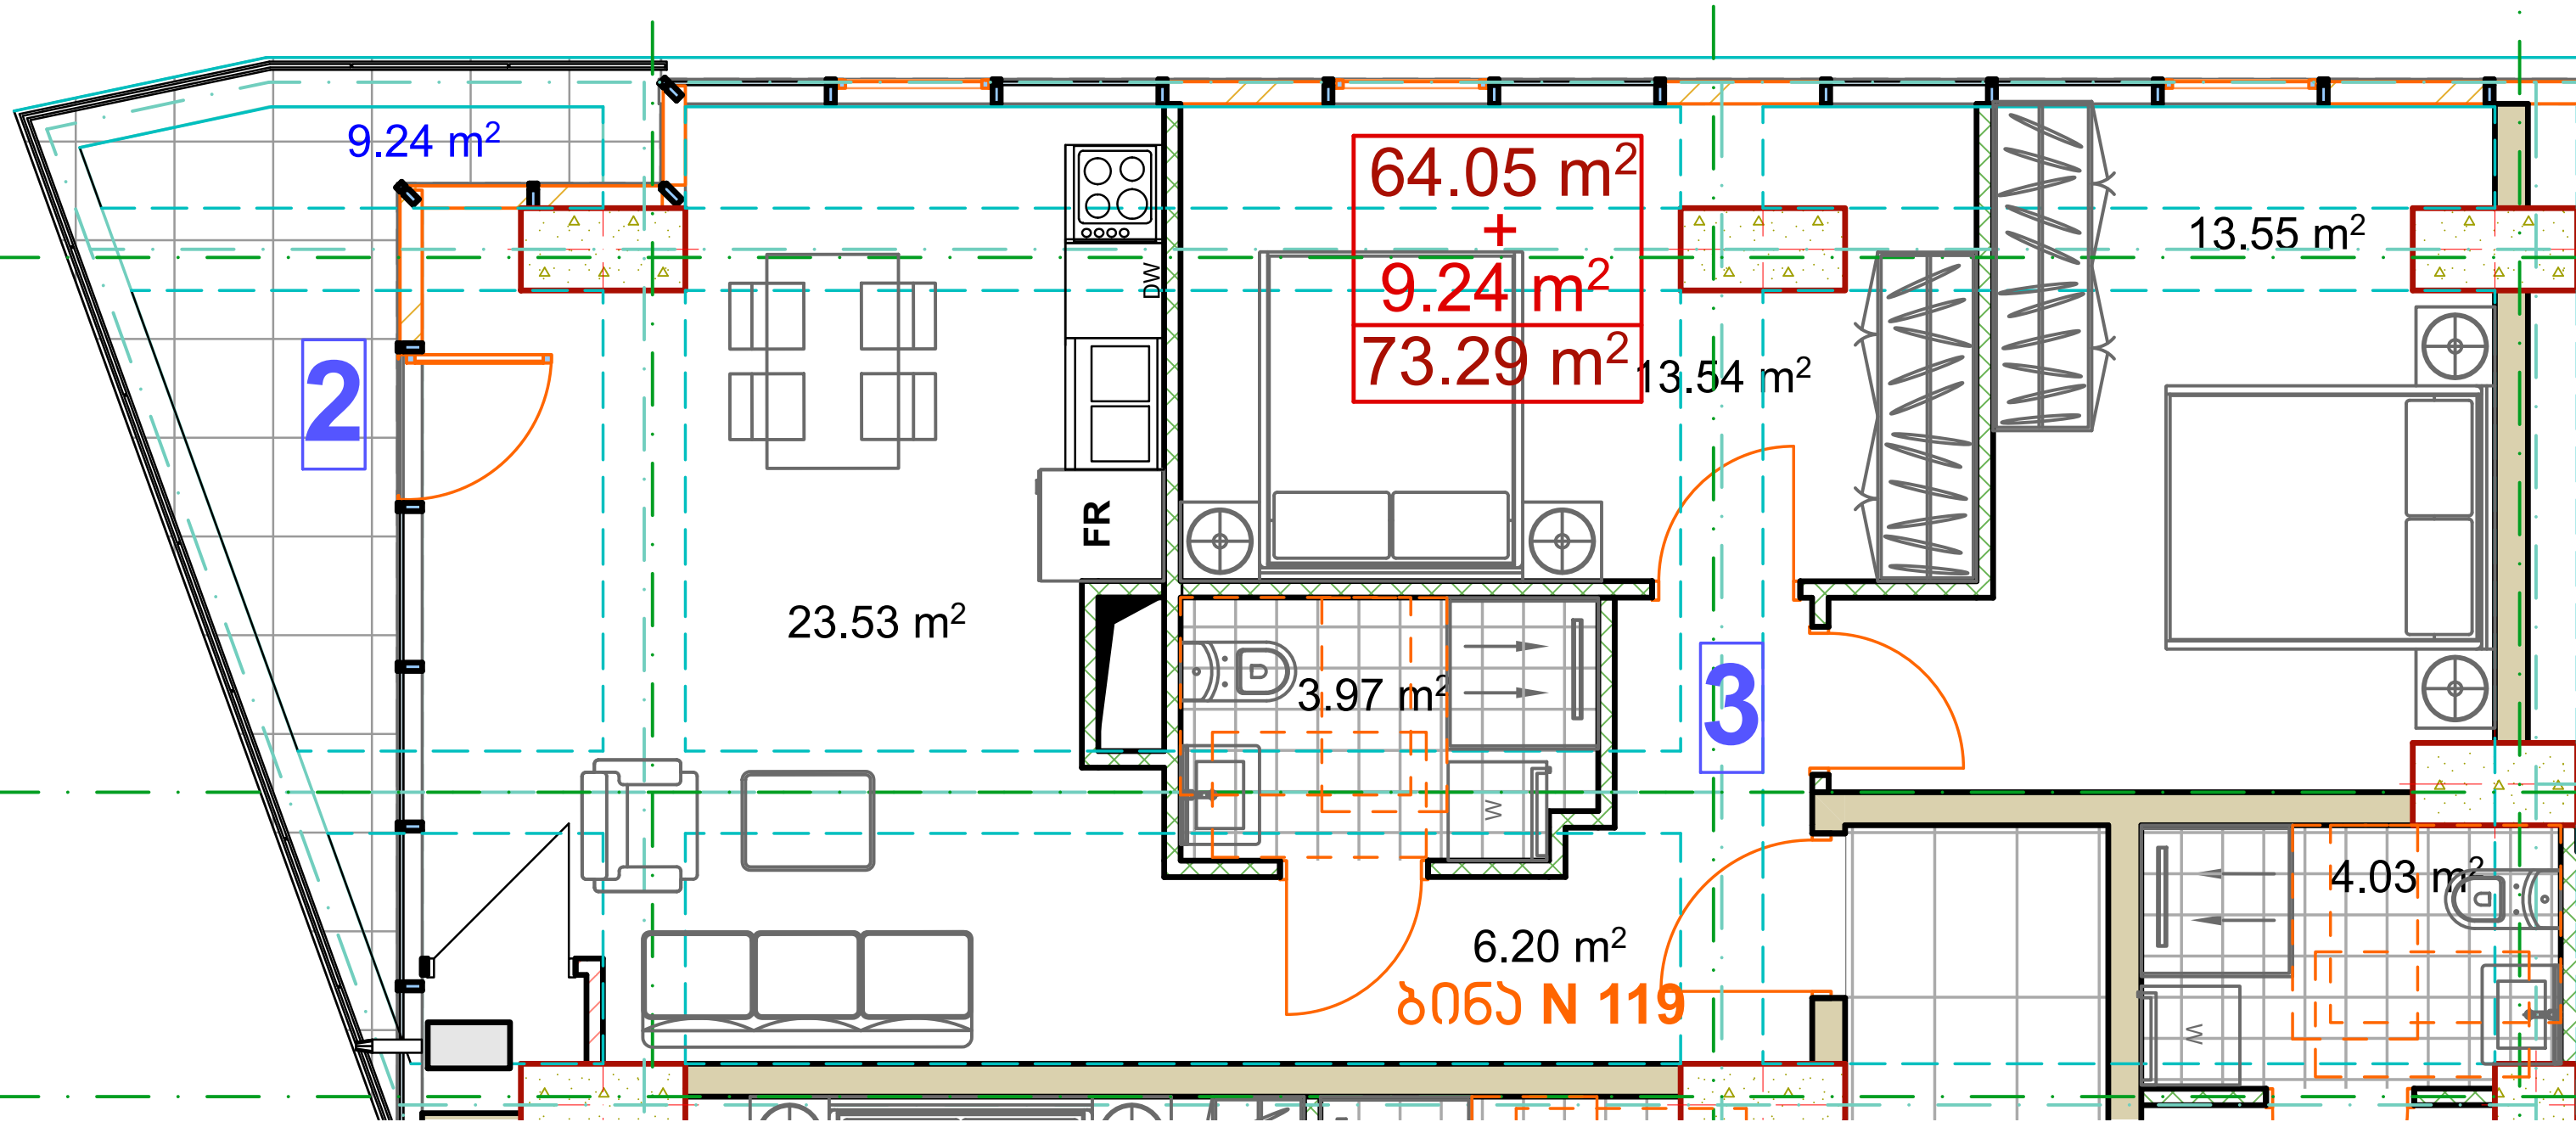 9.24 m²
64.05 m²
+
9.24 m²
73.29 m²
13.55 m²
DW
2
13.54 m²
FR
23.53 m²
3.97 m²
3
W
4.03 m²
6.20 m²
ბინა N 119
W